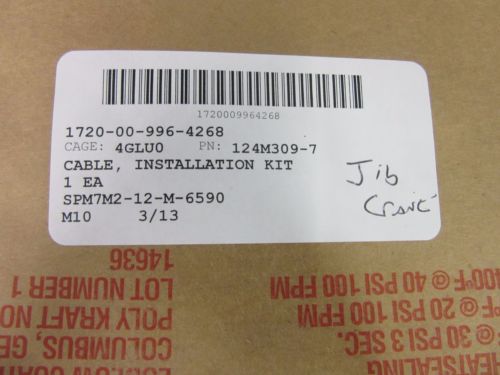 1720009964268
1720-00-996-4268
CAGE: 4GLU0 PN: 124M309-7
CABLE, INSTALLATION KIT
1 EA
SPM7M2-12-M-6590
M10 3/13
Jib
14636
LOT NUMBER 1
POLY KRAFT NO
COLUMBUS, GE
00°F @ 40 PSI 100 FPM
°F @ 20 PSI 100 FPM
F @ 30 PSI 3 SEC.
HEATSEALING